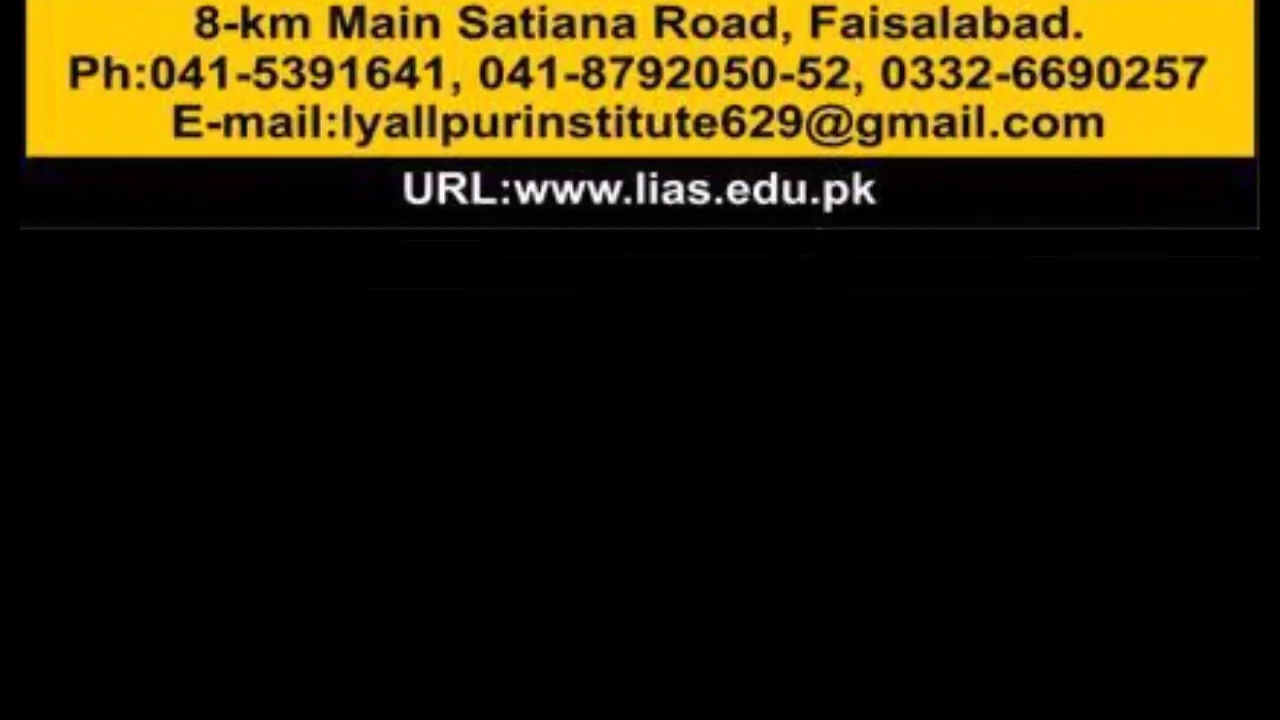 8-km Main Satiana Road, Faisalabad.
Ph:041-5391641, 041-8792050-52, 0332-6690257
E-mail:lyallpurinstitute629@gmail.com
URL:www.lias.edu.pk